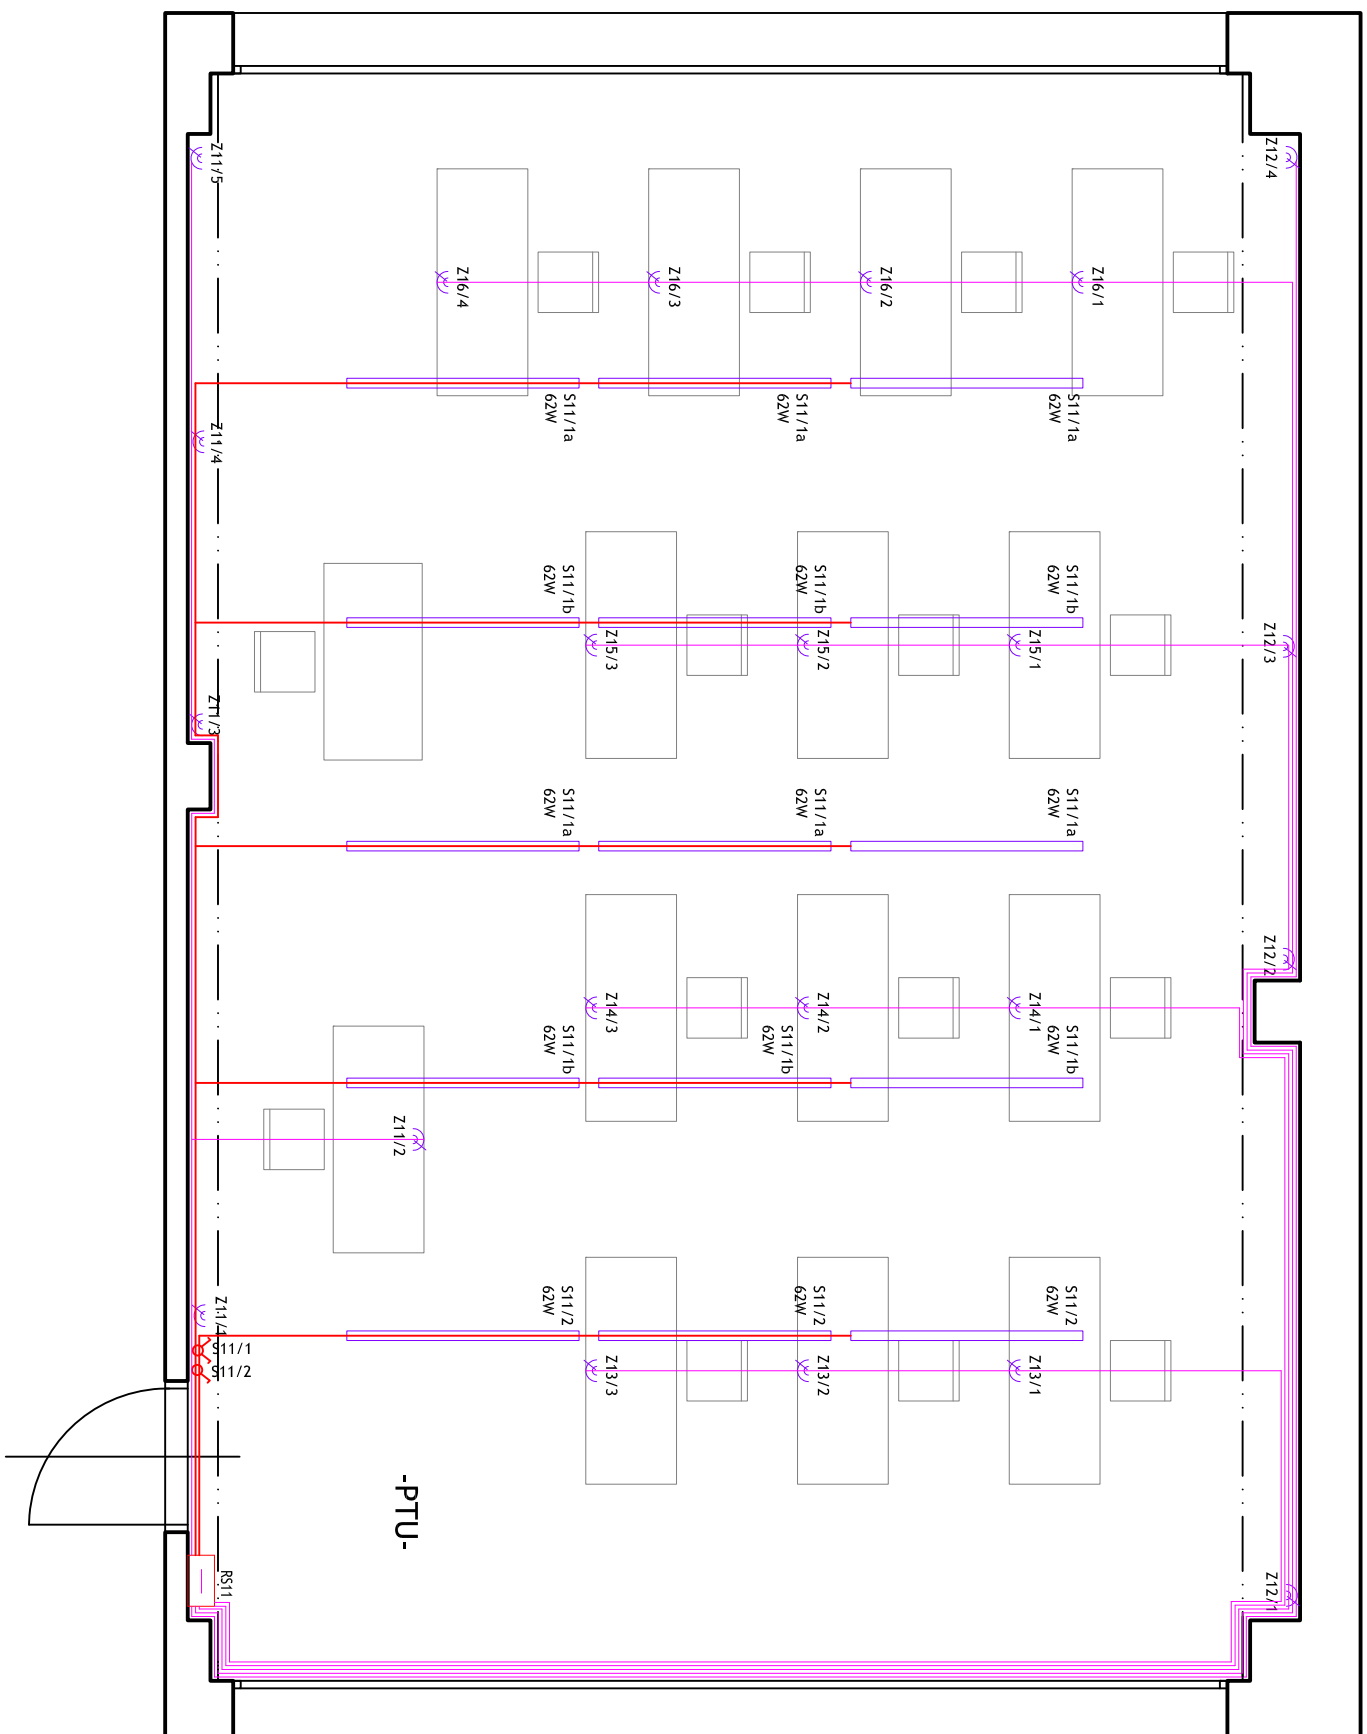 Z11/5
Z12/4
Z16/4
Z16/3
Z16/2
Z16/1
S11/1a
62W
S11/1a
62W
S11/1a
62W
Z11/4
S11/1b
62W
S11/1b
62W
S11/1b
62W
Z15/3
Z15/2
Z15/1
Z12/3
Z11/3
S11/1a
62W
S11/1a
62W
S11/1a
62W
Z12/2
Z14/3
Z14/2
Z14/1
S11/1b
62W
S11/1b
62W
S11/1b
62W
Z11/2
Z11/1
S11/2
62W
S11/2
62W
S11/2
62W
S11/1
S11/2
Z13/3
Z13/2
Z13/1
-PTU-
RS11
Z12/1